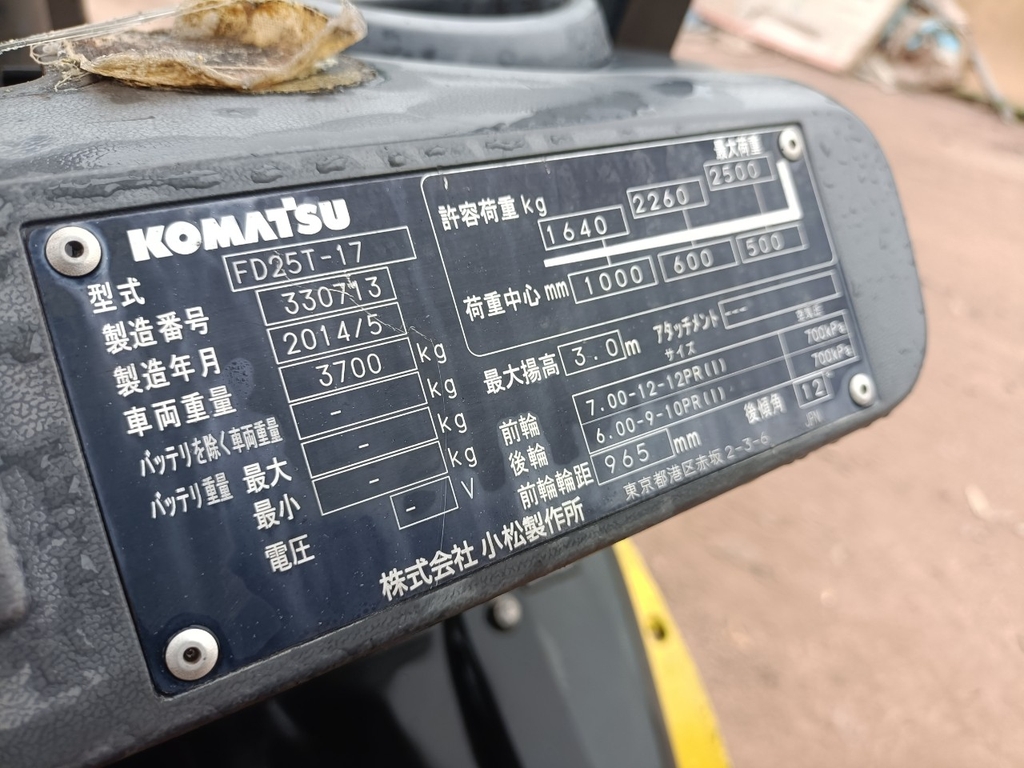 KOMATSU
型式 FD25T-17
製造番号 330713
製造年月 2014/5
車両重量 3700 kg
バッテリを除く車両重量 - kg
バッテリ重量 最大 - kg
最小 - kg
電圧 - V
株式会社 小松製作所
最大荷重
許容荷重 kg 1640 2260 2500
荷重中心 mm 1000 600 500
最大揚高 3.0 m アタッチメント ---
サイズ
前輪 7.00-12-12PR(I) 700kPa
後輪 6.00-9-10PR(I) 700kPa
前輪輪距 965 mm 後傾角 12°
東京都港区赤坂2-3-6 JPN